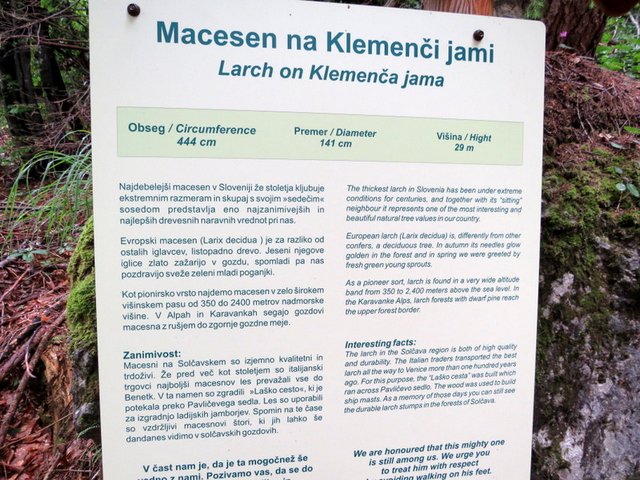 Macesen na Klemenči jami
Larch on Klemenča jama
Obseg / Circumference
444 cm
Premer / Diameter
141 cm
Višina / Hight
29 m
Najdebelejši macesen v Sloveniji že stoletja kljubuje
ekstremnim razmeram in skupaj s svojim »sedečim«
sosedom predstavlja eno najzanimivejših in
najlepših drevesnih naravnih vrednot pri nas.
Evropski macesen (Larix decidua ) je za razliko od
ostalih iglavcev, listopadno drevo. Jeseni njegove
iglice zlato zažarijo v gozdu, spomladi pa nas
pozdravijo sveže zeleni mladi poganjki.
Kot pionirsko vrsto najdemo macesen v zelo širokem
višinskem pasu od 350 do 2400 metrov nadmorske
višine. V Alpah in Karavankah segajo gozdovi
macesna z rušjem do zgornje gozdne meje.
Zanimivost:
Macesni na Solčavskem so izjemno kvalitetni in
trdoživi. Že pred več kot stoletjem so italijanski
trgovci najboljši macesnov les prevažali vse do
Benetk. V ta namen so zgradili »Laško cesto«, ki je
potekala preko Pavličevega sedla. Les so uporabili
za izgradnjo ladijskih jamborjev. Spomin na te čase
so vzdržljivi macesnovi štori, ki jih lahko še
dandanes vidimo v solčavskih gozdovih.
V čast nam je, da je ta mogočnež še
vedno z nami. Pozivamo vas, da se do
The thickest larch in Slovenia has been under extreme
conditions for centuries, and together with its "sitting"
neighbour it represents one of the most interesting and
beautiful natural tree values in our country.
European larch (Larix decidua), is differently from other
confers, a deciduous tree. In autumn its needles glow
golden in the forest and in spring we were greeted by
fresh green young sprouts.
As a pioneer sort, larch is found in a very wide altitude
band from 350 to 2,400 meters above the sea level. In
the Karavanke Alps, larch forests with dwarf pine reach
the upper forest border.
Interesting facts:
The larch in the Solčava region is both of high quality
and durability. The Italian traders transported the best
larch all the way to Venice more than one hundred years
ago. For this purpose, the "Laško cesta" was built which
ran across Pavličevo sedlo. The wood was used to build
ship masts. As a memory of those days you can still see
the durable larch stumps in the forests of Solčava.
We are honoured that this mighty one
is still among us. We urge you
to treat him with respect
avoiding walking on his feet.